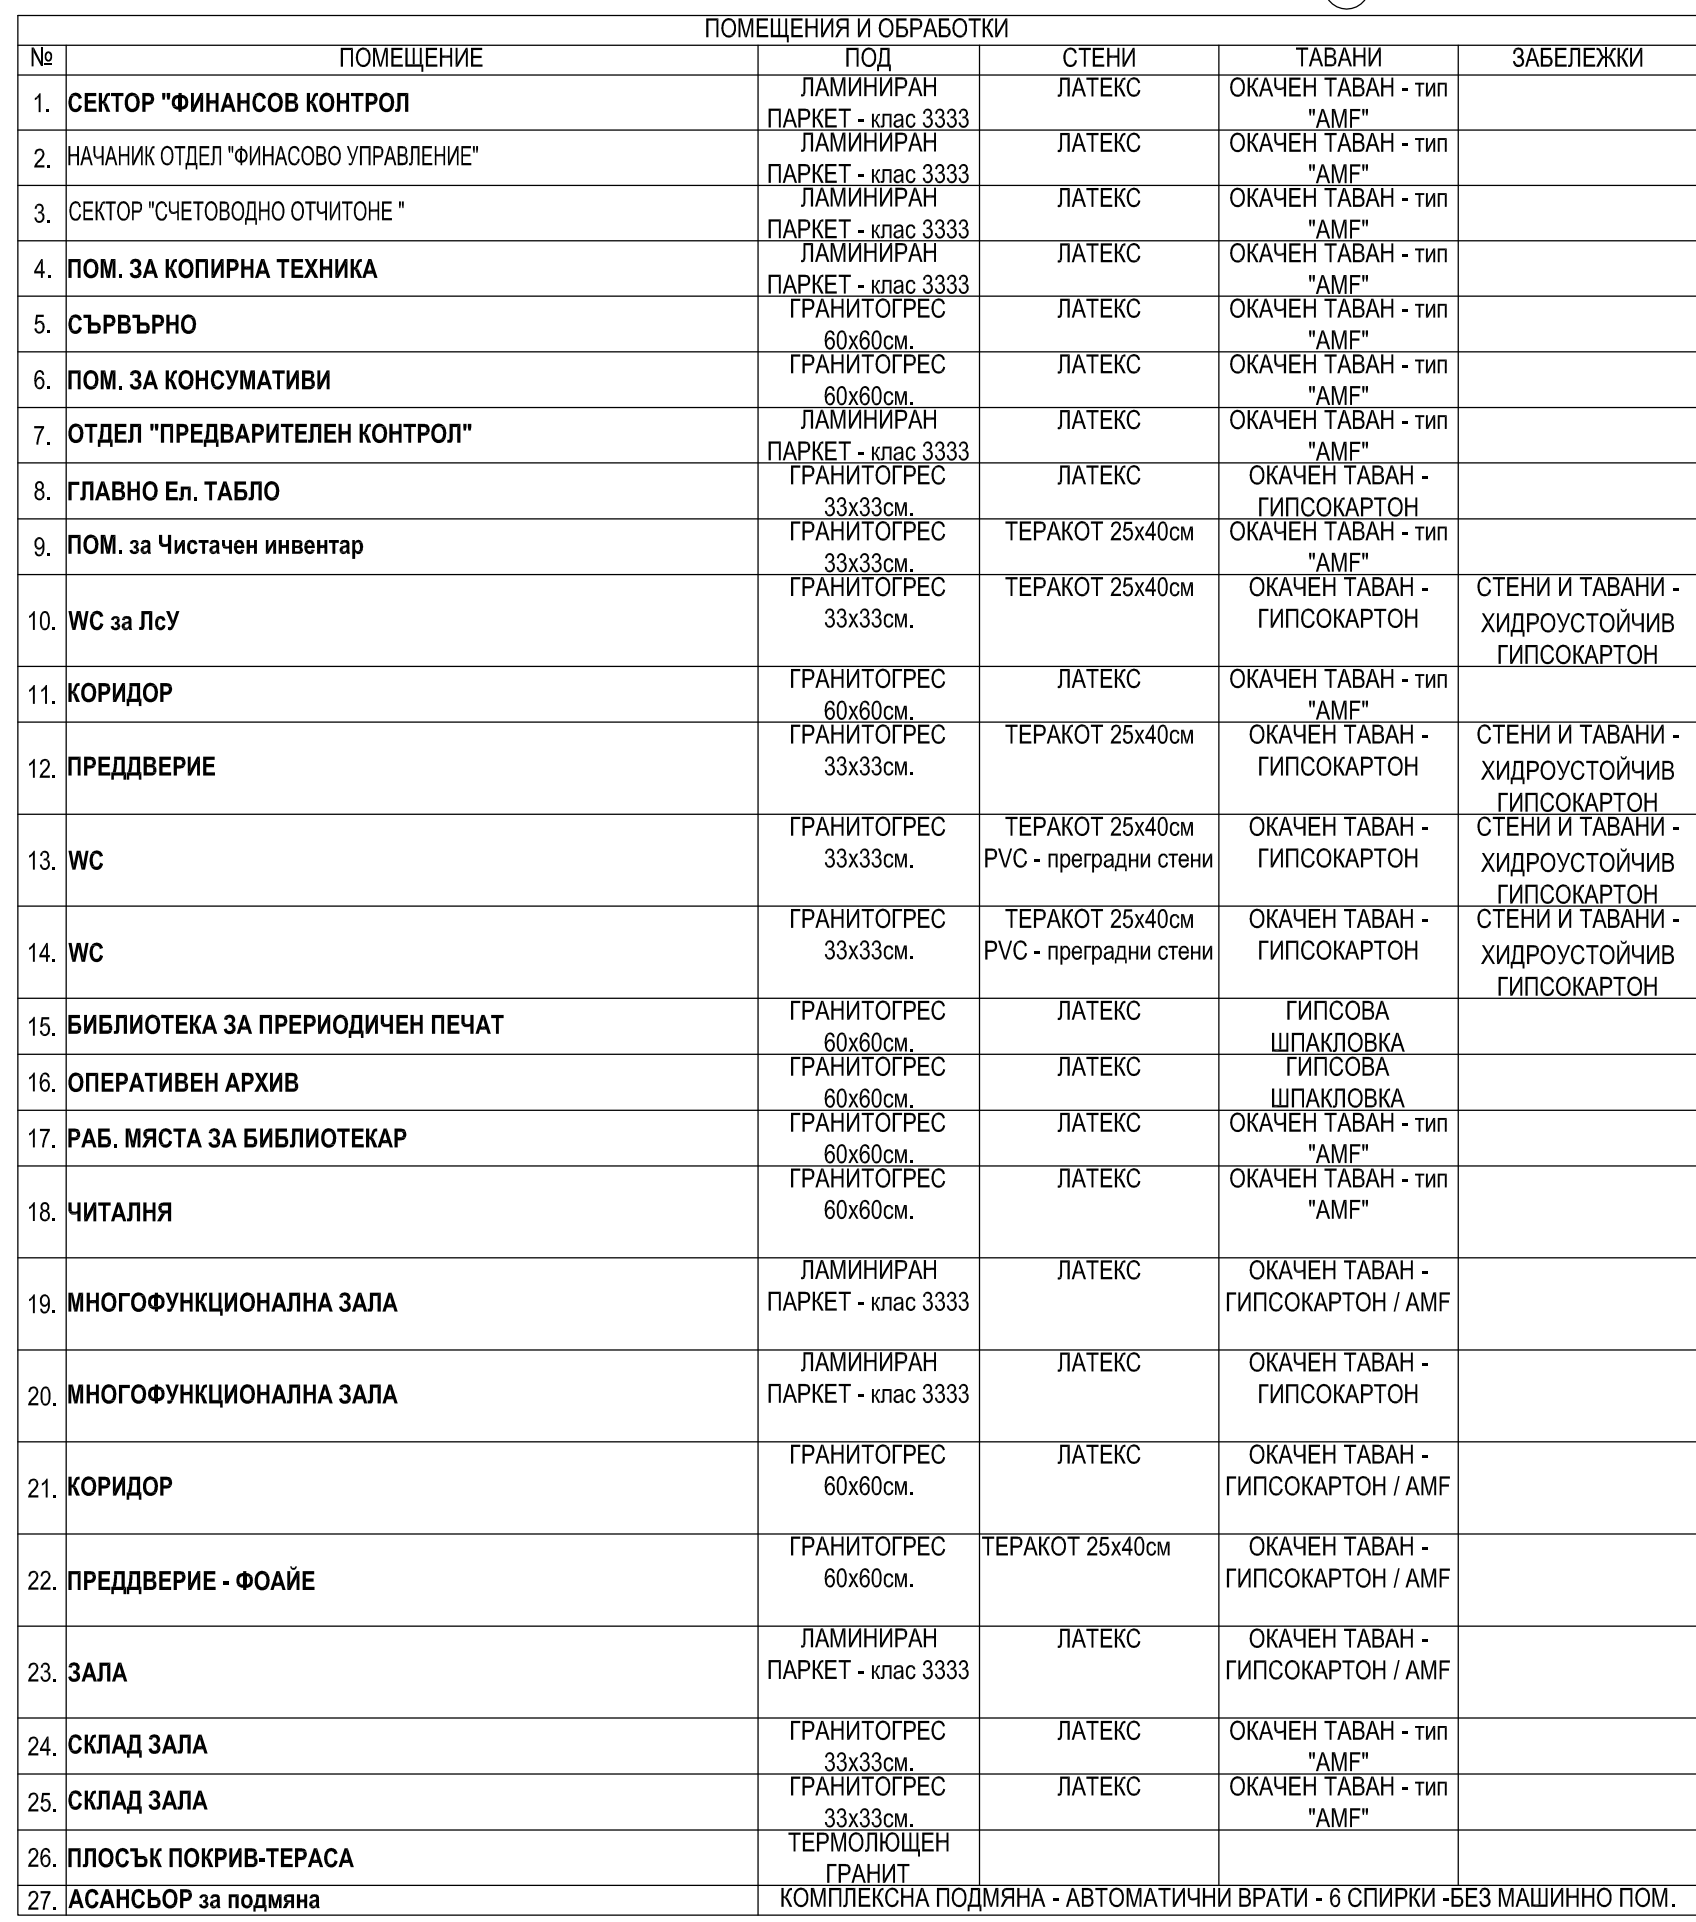 ПОМЕЩЕНИЯ И ОБРАБОТКИ
№ ПОМЕЩЕНИЕ ПОД СТЕНИ ТАВАНИ ЗАБЕЛЕЖКИ
1. СЕКТОР "ФИНАНСОВ КОНТРОЛ ЛАМИНИРАН ЛАТЕКС ОКАЧЕН ТАВАН - тип
ПАРКЕТ - клас 3333 "AMF"
2. НАЧАНИК ОТДЕЛ "ФИНАСОВО УПРАВЛЕНИЕ" ЛАМИНИРАН ЛАТЕКС ОКАЧЕН ТАВАН - тип
ПАРКЕТ - клас 3333 "AMF"
3. СЕКТОР "СЧЕТОВОДНО ОТЧИТОНЕ " ЛАМИНИРАН ЛАТЕКС ОКАЧЕН ТАВАН - тип
ПАРКЕТ - клас 3333 "AMF"
4. ПОМ. ЗА КОПИРНА ТЕХНИКА ЛАМИНИРАН ЛАТЕКС ОКАЧЕН ТАВАН - тип
ПАРКЕТ - клас 3333 "AMF"
5. СЪРВЪРНО ГРАНИТОГРЕС ЛАТЕКС ОКАЧЕН ТАВАН - тип
60х60см. "AMF"
6. ПОМ. ЗА КОНСУМАТИВИ ГРАНИТОГРЕС ЛАТЕКС ОКАЧЕН ТАВАН - тип
60х60см. "AMF"
7. ОТДЕЛ "ПРЕДВАРИТЕЛЕН КОНТРОЛ" ЛАМИНИРАН ЛАТЕКС ОКАЧЕН ТАВАН - тип
ПАРКЕТ - клас 3333 "AMF"
8. ГЛАВНО Ел. ТАБЛО ГРАНИТОГРЕС ЛАТЕКС ОКАЧЕН ТАВАН -
33х33см. ГИПСОКАРТОН
9. ПОМ. за Чистачен инвентар ГРАНИТОГРЕС ТЕРАКОТ 25х40см ОКАЧЕН ТАВАН - тип
33х33см. "AMF"
10. WC за ЛсУ ГРАНИТОГРЕС ТЕРАКОТ 25х40см ОКАЧЕН ТАВАН - СТЕНИ И ТАВАНИ -
33х33см. ГИПСОКАРТОН ХИДРОУСТОЙЧИВ
ГИПСОКАРТОН
11. КОРИДОР ГРАНИТОГРЕС ЛАТЕКС ОКАЧЕН ТАВАН - тип
60х60см. "AMF"
12. ПРЕДДВЕРИЕ ГРАНИТОГРЕС ТЕРАКОТ 25х40см ОКАЧЕН ТАВАН - СТЕНИ И ТАВАНИ -
33х33см. ГИПСОКАРТОН ХИДРОУСТОЙЧИВ
ГИПСОКАРТОН
13. WC ГРАНИТОГРЕС ТЕРАКОТ 25х40см ОКАЧЕН ТАВАН - СТЕНИ И ТАВАНИ -
33х33см. PVC - преградни стени ГИПСОКАРТОН ХИДРОУСТОЙЧИВ
ГИПСОКАРТОН
14. WC ГРАНИТОГРЕС ТЕРАКОТ 25х40см ОКАЧЕН ТАВАН - СТЕНИ И ТАВАНИ -
33х33см. PVC - преградни стени ГИПСОКАРТОН ХИДРОУСТОЙЧИВ
ГИПСОКАРТОН
15. БИБЛИОТЕКА ЗА ПРЕРИОДИЧЕН ПЕЧАТ ГРАНИТОГРЕС ЛАТЕКС ГИПСОВА
60х60см. ШПАКЛОВКА
16. ОПЕРАТИВЕН АРХИВ ГРАНИТОГРЕС ЛАТЕКС ГИПСОВА
60х60см. ШПАКЛОВКА
17. РАБ. МЯСТА ЗА БИБЛИОТЕКАР ГРАНИТОГРЕС ЛАТЕКС ОКАЧЕН ТАВАН - тип
60х60см. "AMF"
18. ЧИТАЛНЯ ГРАНИТОГРЕС ЛАТЕКС ОКАЧЕН ТАВАН - тип
60х60см. "AMF"
19. МНОГОФУНКЦИОНАЛНА ЗАЛА ЛАМИНИРАН ЛАТЕКС ОКАЧЕН ТАВАН -
ПАРКЕТ - клас 3333 ГИПСОКАРТОН / AMF
20. МНОГОФУНКЦИОНАЛНА ЗАЛА ЛАМИНИРАН ЛАТЕКС ОКАЧЕН ТАВАН -
ПАРКЕТ - клас 3333 ГИПСОКАРТОН
21. КОРИДОР ГРАНИТОГРЕС ЛАТЕКС ОКАЧЕН ТАВАН -
60х60см. ГИПСОКАРТОН / AMF
22. ПРЕДДВЕРИЕ - ФОАЙЕ ГРАНИТОГРЕС ТЕРАКОТ 25х40см ОКАЧЕН ТАВАН -
60х60см. ГИПСОКАРТОН / AMF
23. ЗАЛА ЛАМИНИРАН ЛАТЕКС ОКАЧЕН ТАВАН -
ПАРКЕТ - клас 3333 ГИПСОКАРТОН / AMF
24. СКЛАД ЗАЛА ГРАНИТОГРЕС ЛАТЕКС ОКАЧЕН ТАВАН - тип
33х33см. "AMF"
25. СКЛАД ЗАЛА ГРАНИТОГРЕС ЛАТЕКС ОКАЧЕН ТАВАН - тип
33х33см. "AMF"
26. ПЛОСЪК ПОКРИВ-ТЕРАСА ТЕРМОЛЮЩЕН
ГРАНИТ
27. АСАНСЬОР за подмяна КОМПЛЕКСНА ПОДМЯНА - АВТОМАТИЧНИ ВРАТИ - 6 СПИРКИ -БЕЗ МАШИННО ПОМ.